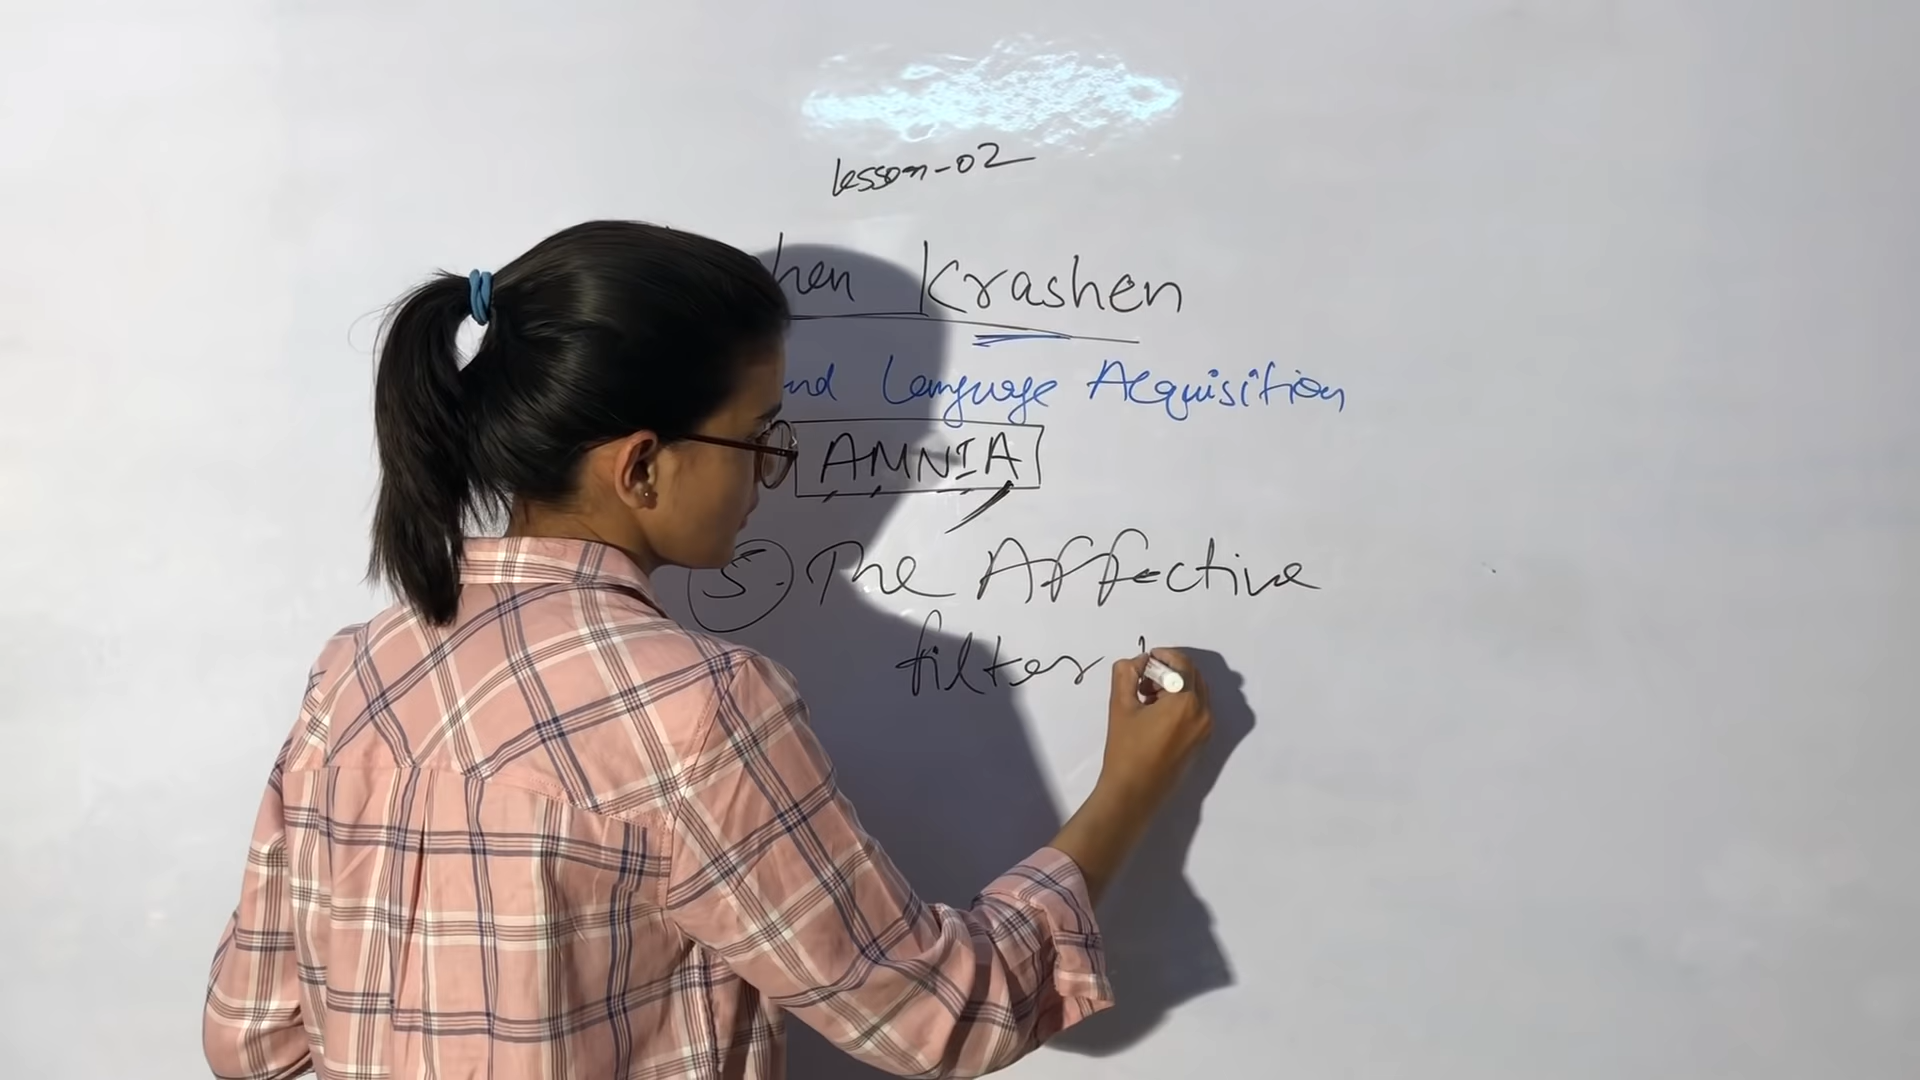 lesson-02
hen Krashen
nd Language Acquisition
AMNIA
5. The Affective
filter